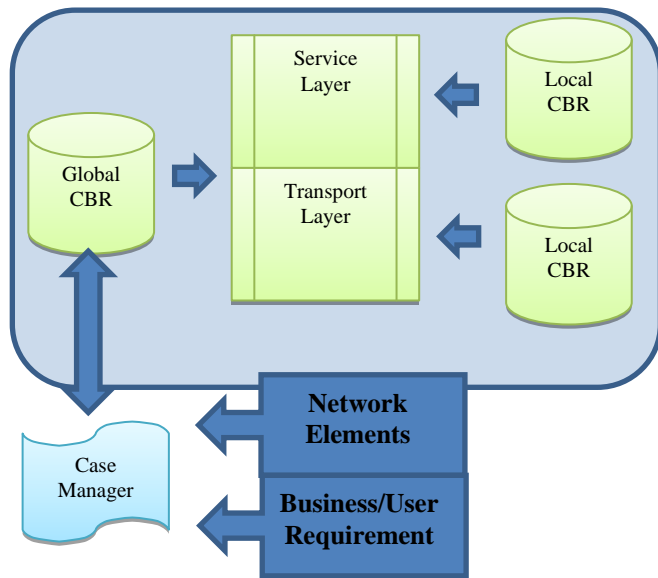 Service
Layer
Local
CBR
Global
CBR
Transport
Layer
Local
CBR
Network
Elements
Case
Manager
Business/User
Requirement